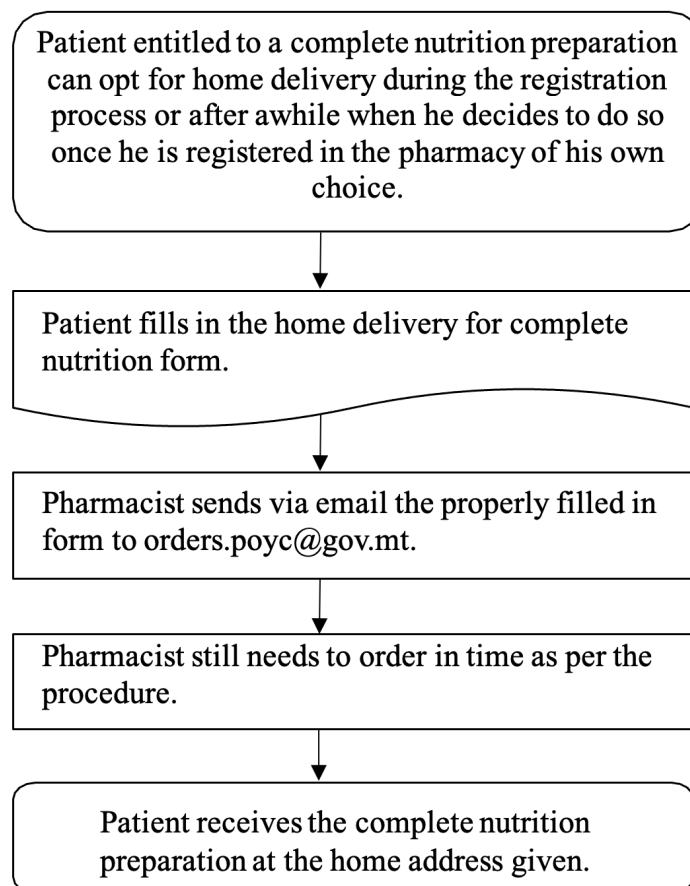 Patient entitled to a complete nutrition preparation
can opt for home delivery during the registration
process or after awhile when he decides to do so
once he is registered in the pharmacy of his own
choice.
Patient fills in the home delivery for complete
nutrition form.
Pharmacist sends via email the properly filled in
form to orders.poyc@gov.mt.
Pharmacist still needs to order in time as per the
procedure.
Patient receives the complete nutrition
preparation at the home address given.